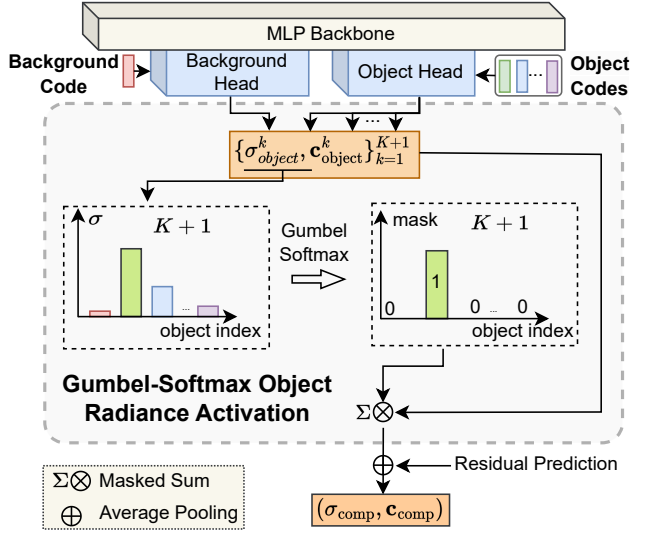 MLP Backbone
Background
Code
Background
Head
Object Head
Object
Codes
...
{σ^k_object, c^k_object}^{K+1}_{k=1}
σ
K + 1
...
object index
Gumbel
Softmax
mask
K + 1
0
1
0 ... 0
object index
Gumbel-Softmax Object
Radiance Activation
Σ⊗
⊕
Residual Prediction
Σ⊗ Masked Sum
⊕ Average Pooling
(σ_comp, c_comp)